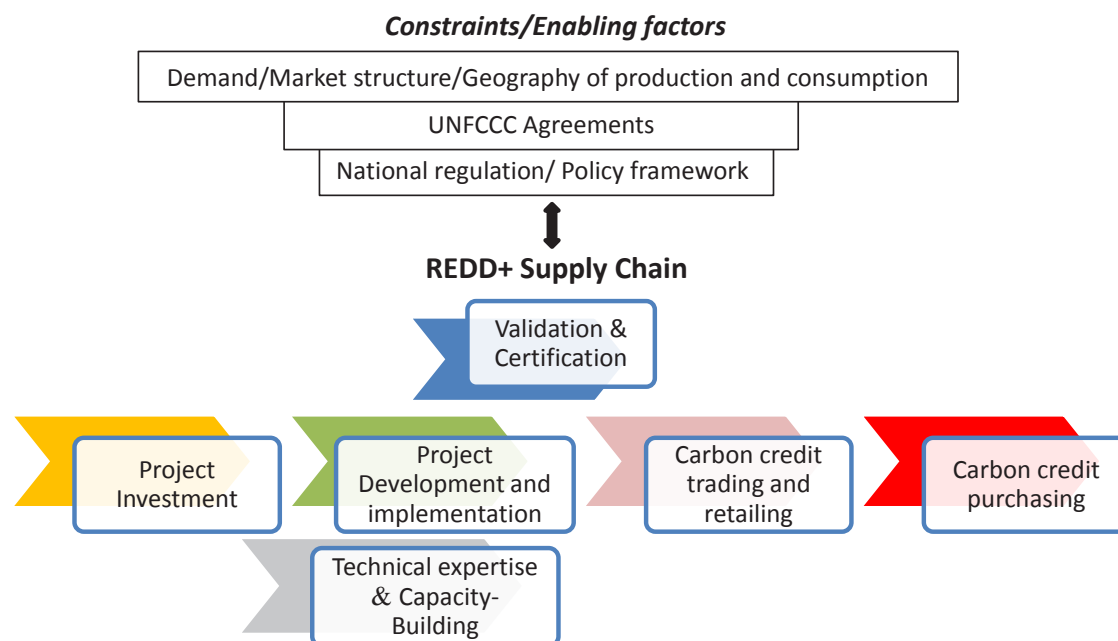 Constraints/Enabling factors
Demand/Market structure/Geography of production and consumption
UNFCCC Agreements
National regulation/ Policy framework
REDD+ Supply Chain
Validation &
Certification
Project
Investment
Project
Development and
implementation
Carbon credit
trading and
retailing
Carbon credit
purchasing
Technical expertise
& Capacity-
Building